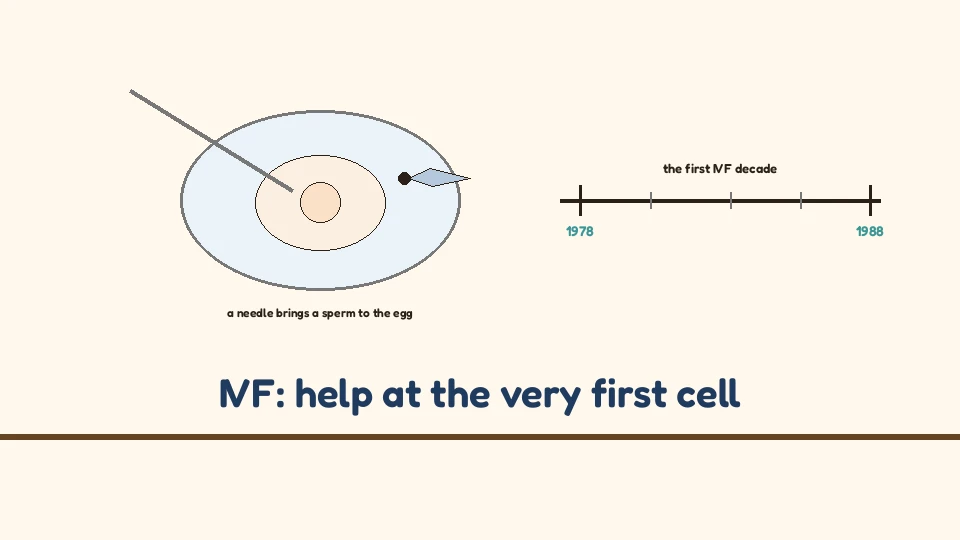 the first IVF decade
1978
1988
a needle brings a sperm to the egg
IVF: help at the very first cell